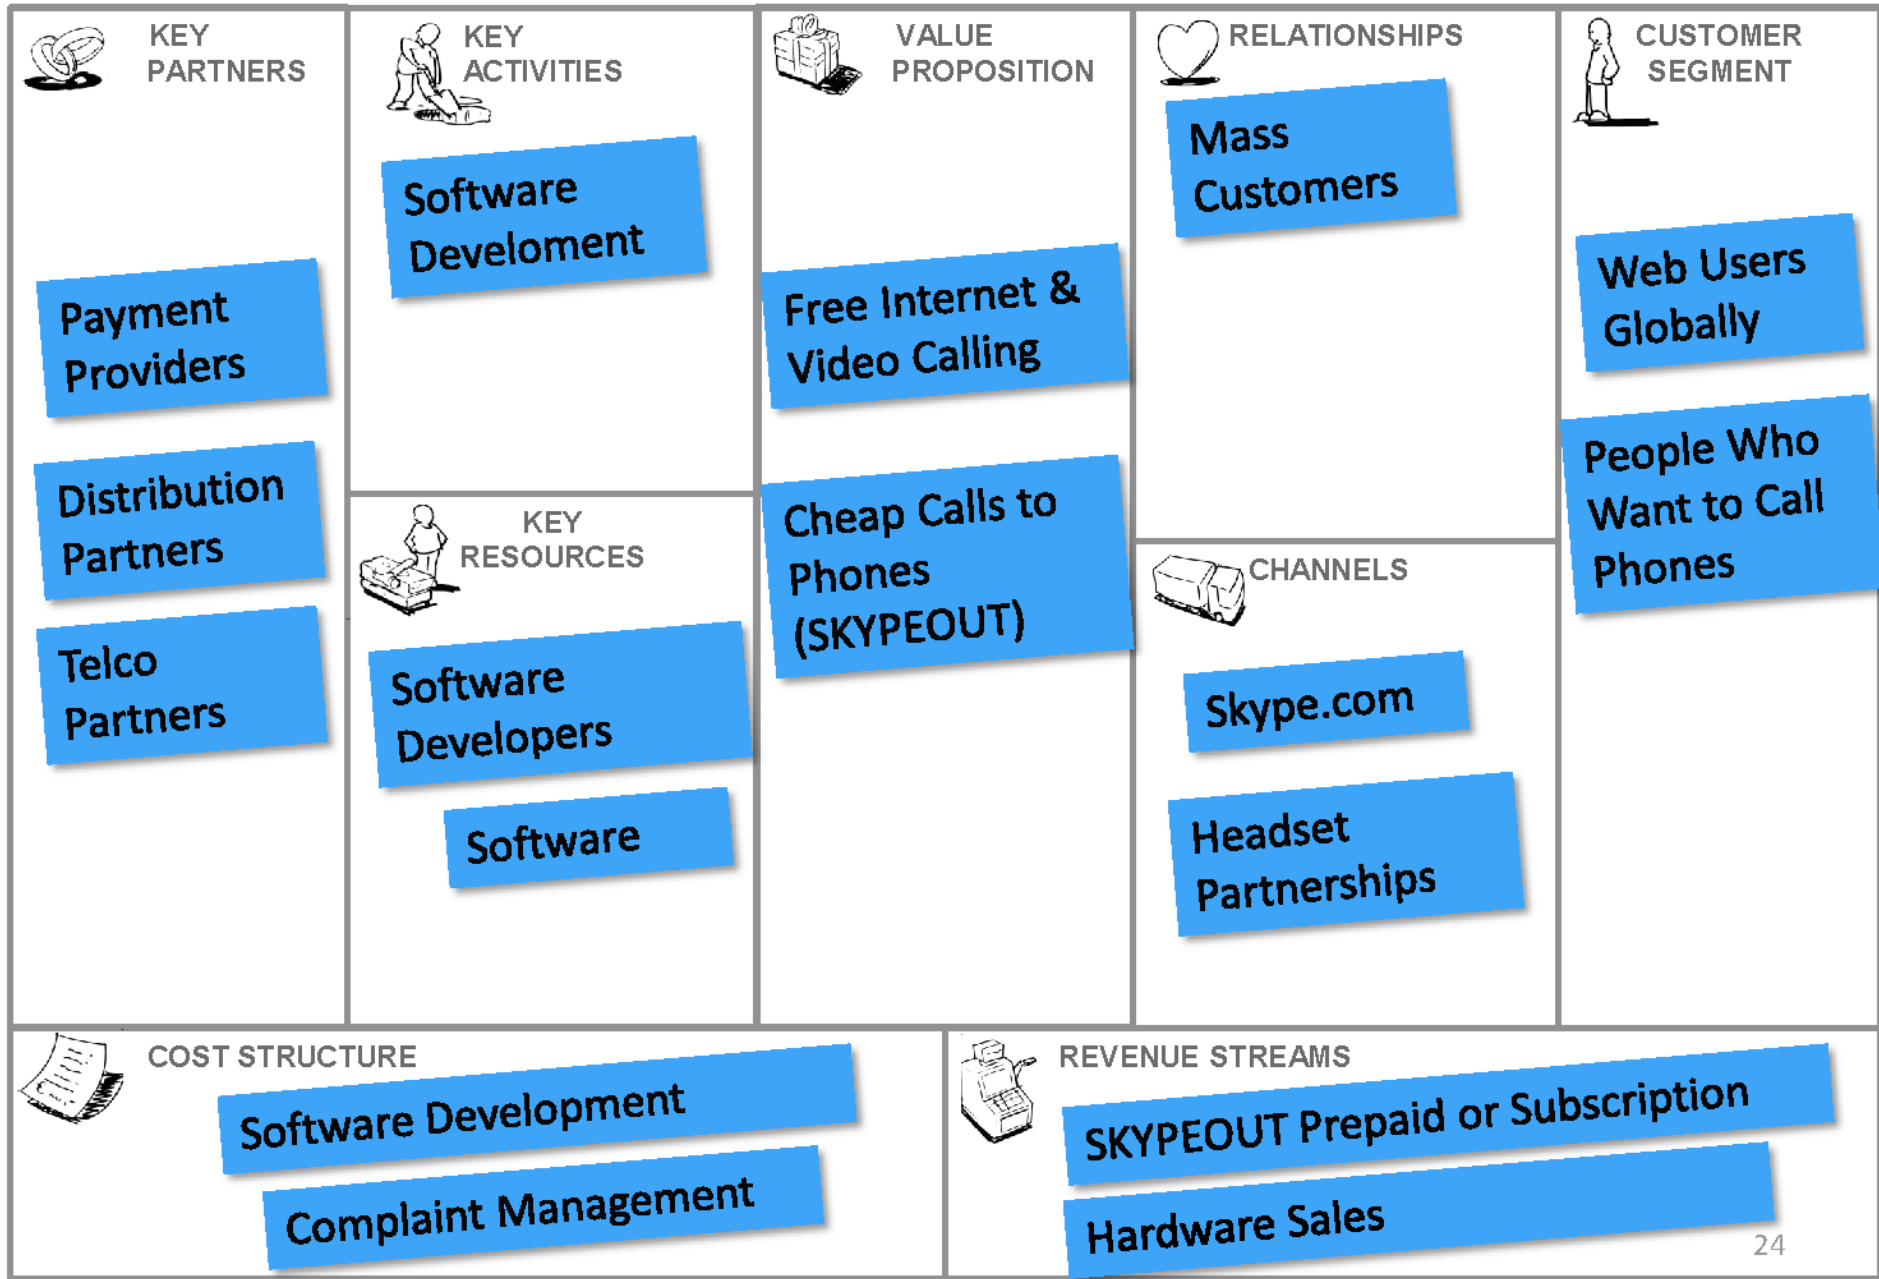 KEY
PARTNERS
Payment
Providers
Distribution
Partners
Telco
Partners
KEY
ACTIVITIES
Software
Develoment
KEY
RESOURCES
Software
Developers
Software
VALUE
PROPOSITION
Free Internet &
Video Calling
Cheap Calls to
Phones
(SKYPEOUT)
RELATIONSHIPS
Mass
Customers
CHANNELS
Skype.com
Headset
Partnerships
CUSTOMER
SEGMENT
Web Users
Globally
People Who
Want to Call
Phones
COST STRUCTURE
Software Development
Complaint Management
REVENUE STREAMS
SKYPEOUT Prepaid or Subscription
Hardware Sales
24